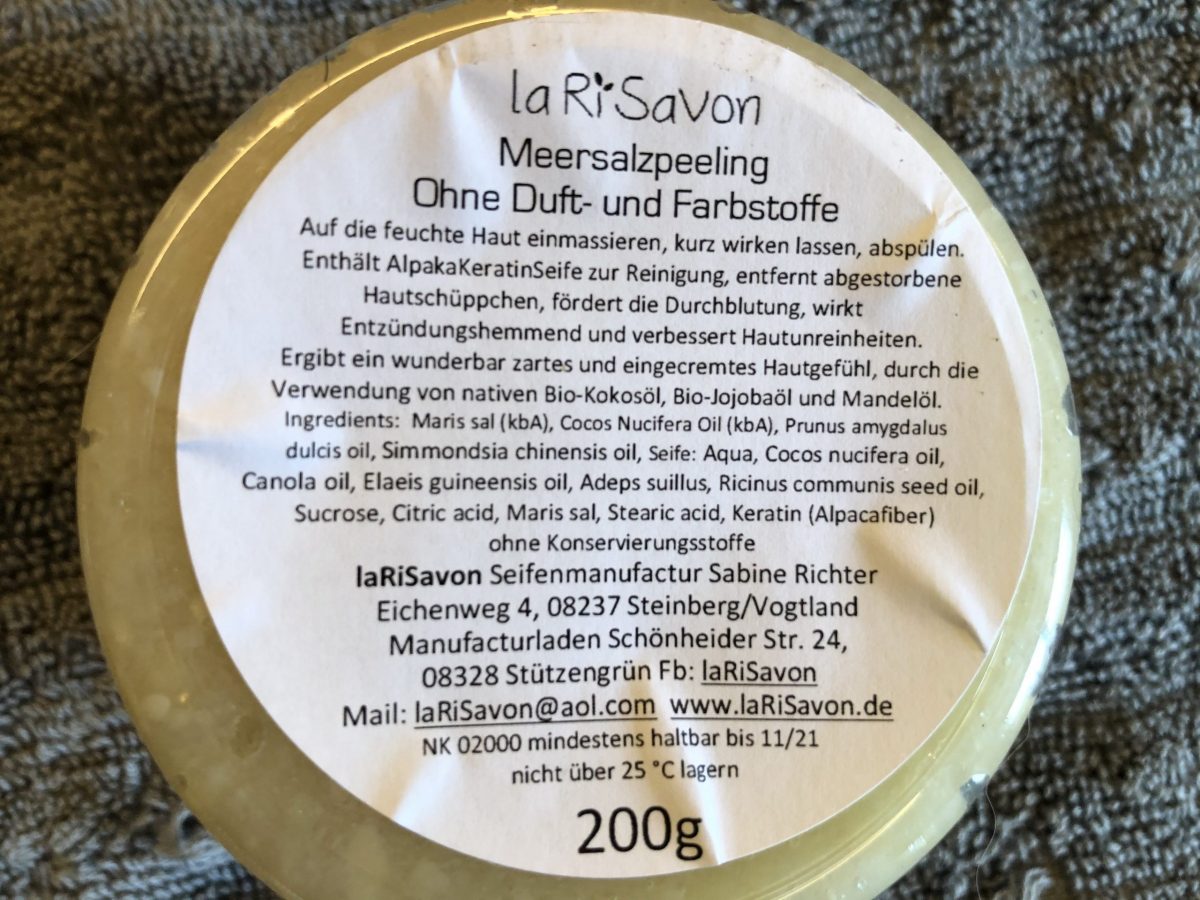 la Ri Savon
Meersalzpeeling
Ohne Duft- und Farbstoffe
Auf die feuchte Haut einmassieren, kurz wirken lassen, abspülen.
Enthält AlpakaKeratinSeife zur Reinigung, entfernt abgestorbene
Hautschüppchen, fördert die Durchblutung, wirkt
Entzündungshemmend und verbessert Hautunreinheiten.
Ergibt ein wunderbar zartes und eingecremtes Hautgefühl, durch die
Verwendung von nativen Bio-Kokosöl, Bio-Jojobaöl und Mandelöl.
Ingredients: Maris sal (kbA), Cocos Nucifera Oil (kbA), Prunus amygdalus
dulcis oil, Simmondsia chinensis oil, Seife: Aqua, Cocos nucifera oil,
Canola oil, Elaeis guineensis oil, Adeps suillus, Ricinus communis seed oil,
Sucrose, Citric acid, Maris sal, Stearic acid, Keratin (Alpacafiber)
ohne Konservierungsstoffe
laRiSavon Seifenmanufactur Sabine Richter
Eichenweg 4, 08237 Steinberg/Vogtland
Manufacturladen Schönheider Str. 24,
08328 Stützengrün Fb: laRiSavon
Mail: laRiSavon@aol.com www.laRiSavon.de
NK 02000 mindestens haltbar bis 11/21
nicht über 25 °C lagern
200g